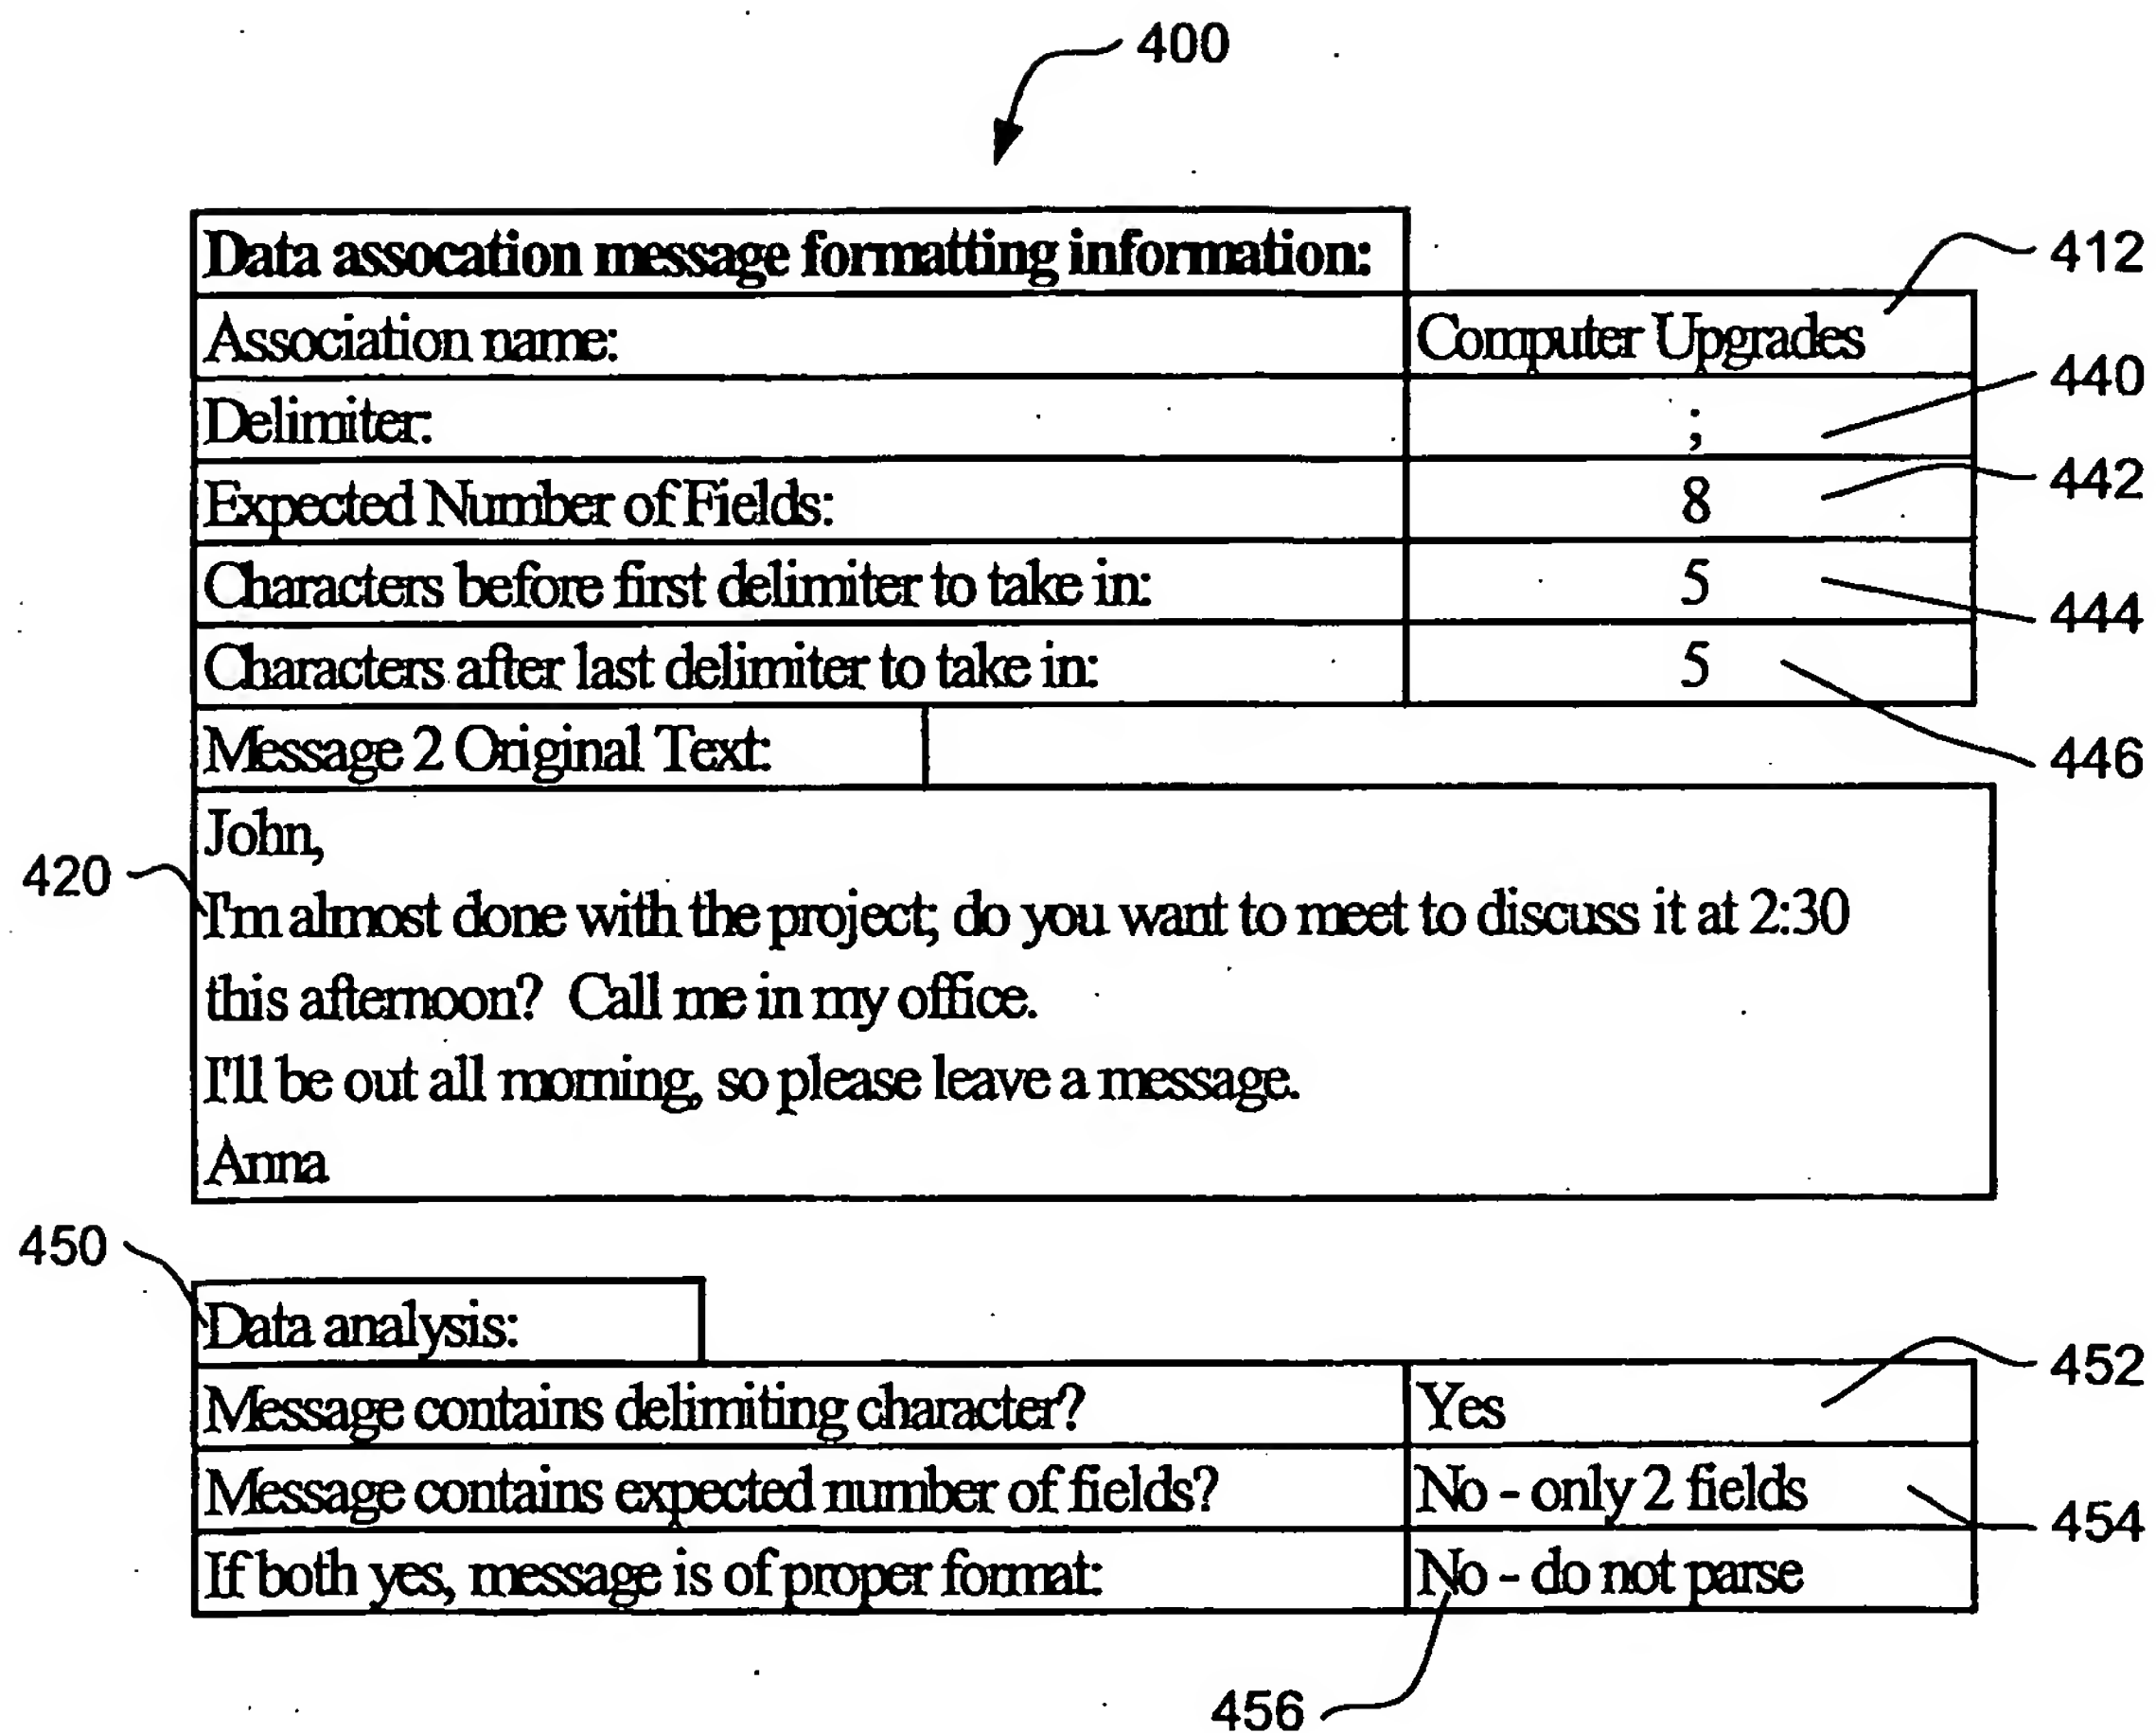 400
Data assocation message formatting information:
412
Association name: Computer Upgrades
440
Delimiter: ;
442
Expected Number of Fields: 8
Characters before first delimiter to take in: 5
444
Characters after last delimiter to take in: 5
Message 2 Original Text:
446
John,
420
I'm almost done with the project; do you want to meet to discuss it at 2:30
this afternoon? Call me in my office.
I'll be out all morning, so please leave a message.
Anna
450
Data analysis:
452
Message contains delimiting character? Yes
Message contains expected number of fields? No - only 2 fields
454
If both yes, message is of proper format: No - do not parse
456